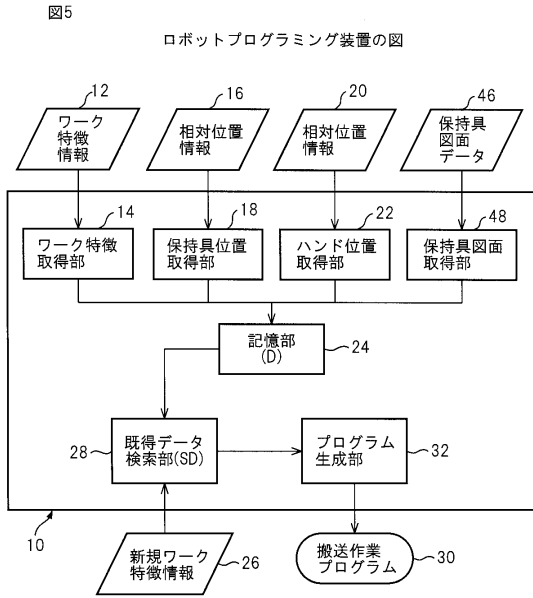 図5
ロボットプログラミング装置の図
12
ワーク
特徴
情報
16
相対位置
情報
20
相対位置
情報
46
保持具
図面
データ
14
ワーク特徴
取得部
18
保持具位置
取得部
22
ハンド位置
取得部
48
保持具図面
取得部
記憶部
(D)
24
28
既得データ
検索部(SD)
プログラム
生成部
32
10
新規ワーク
特徴情報
26
搬送作業
プログラム
30